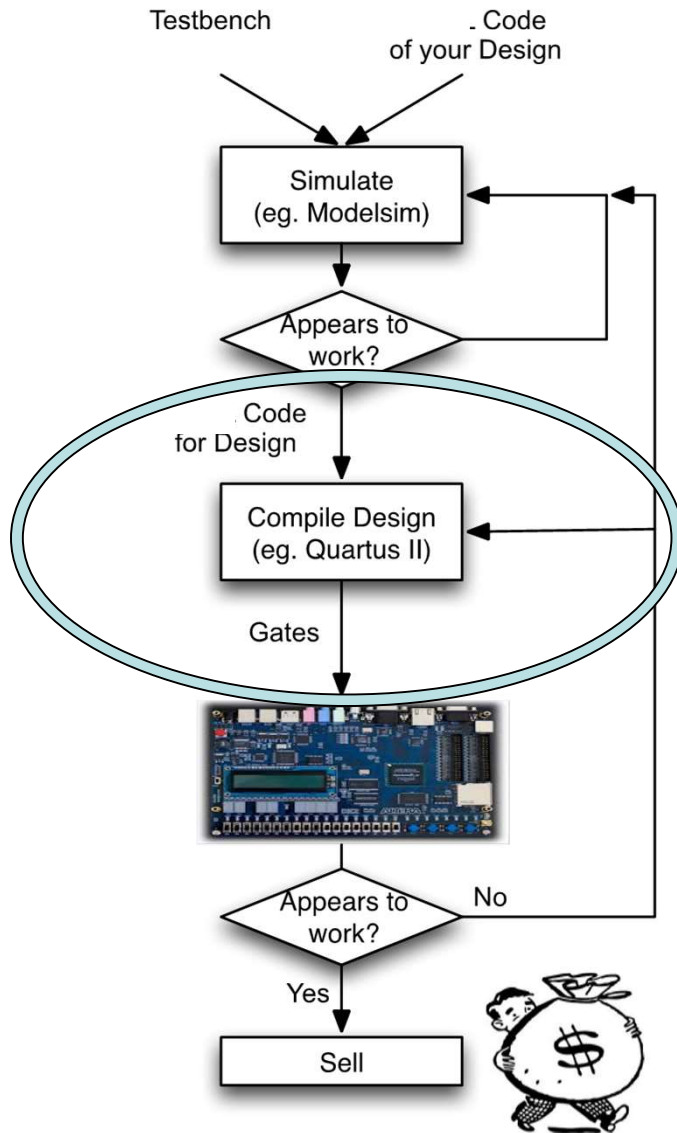 Testbench
Code
of your Design
Simulate
(eg. Modelsim)
Appears to
work?
Code
for Design
Compile Design
(eg. Quartus II)
Gates
Appears to
work?
No
Yes
Sell
$